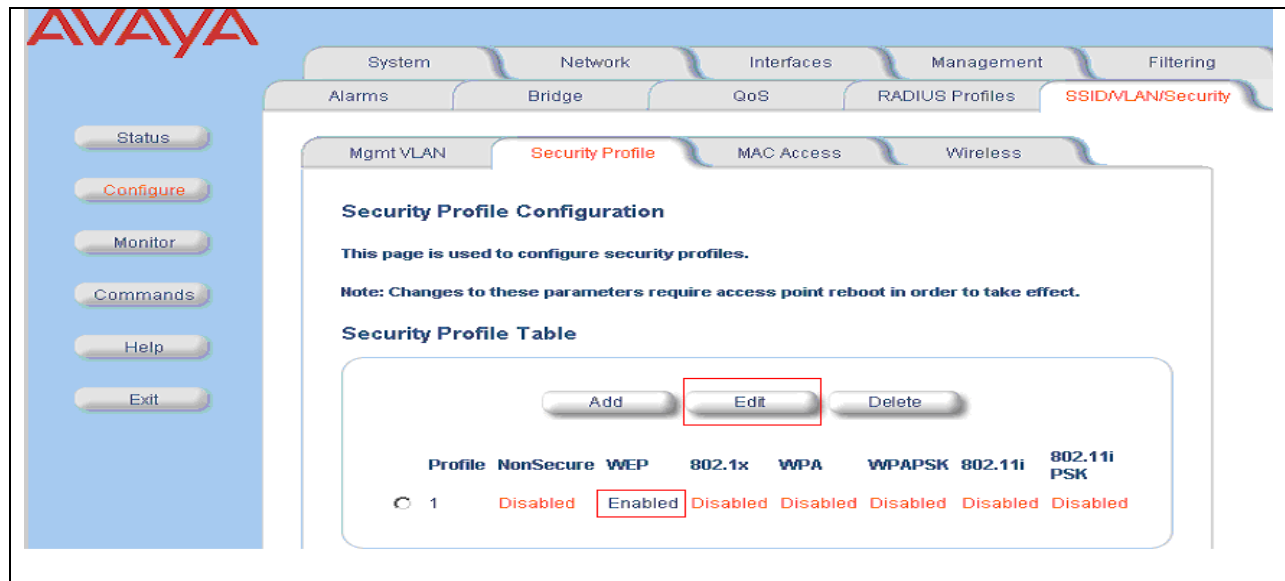 AVAYA
System Network Interfaces Management Filtering
Alarms Bridge QoS RADIUS Profiles SSID/VLAN/Security
Status
Mgmt VLAN Security Profile MAC Access Wireless
Configure
Security Profile Configuration
Monitor
This page is used to configure security profiles.
Commands
Note: Changes to these parameters require access point reboot in order to take effect.
Security Profile Table
Help
Exit
Add Edit Delete
Profile NonSecure WEP 802.1x WPA WPAPSK 802.11i 802.11i PSK
1 Disabled Enabled Disabled Disabled Disabled Disabled Disabled